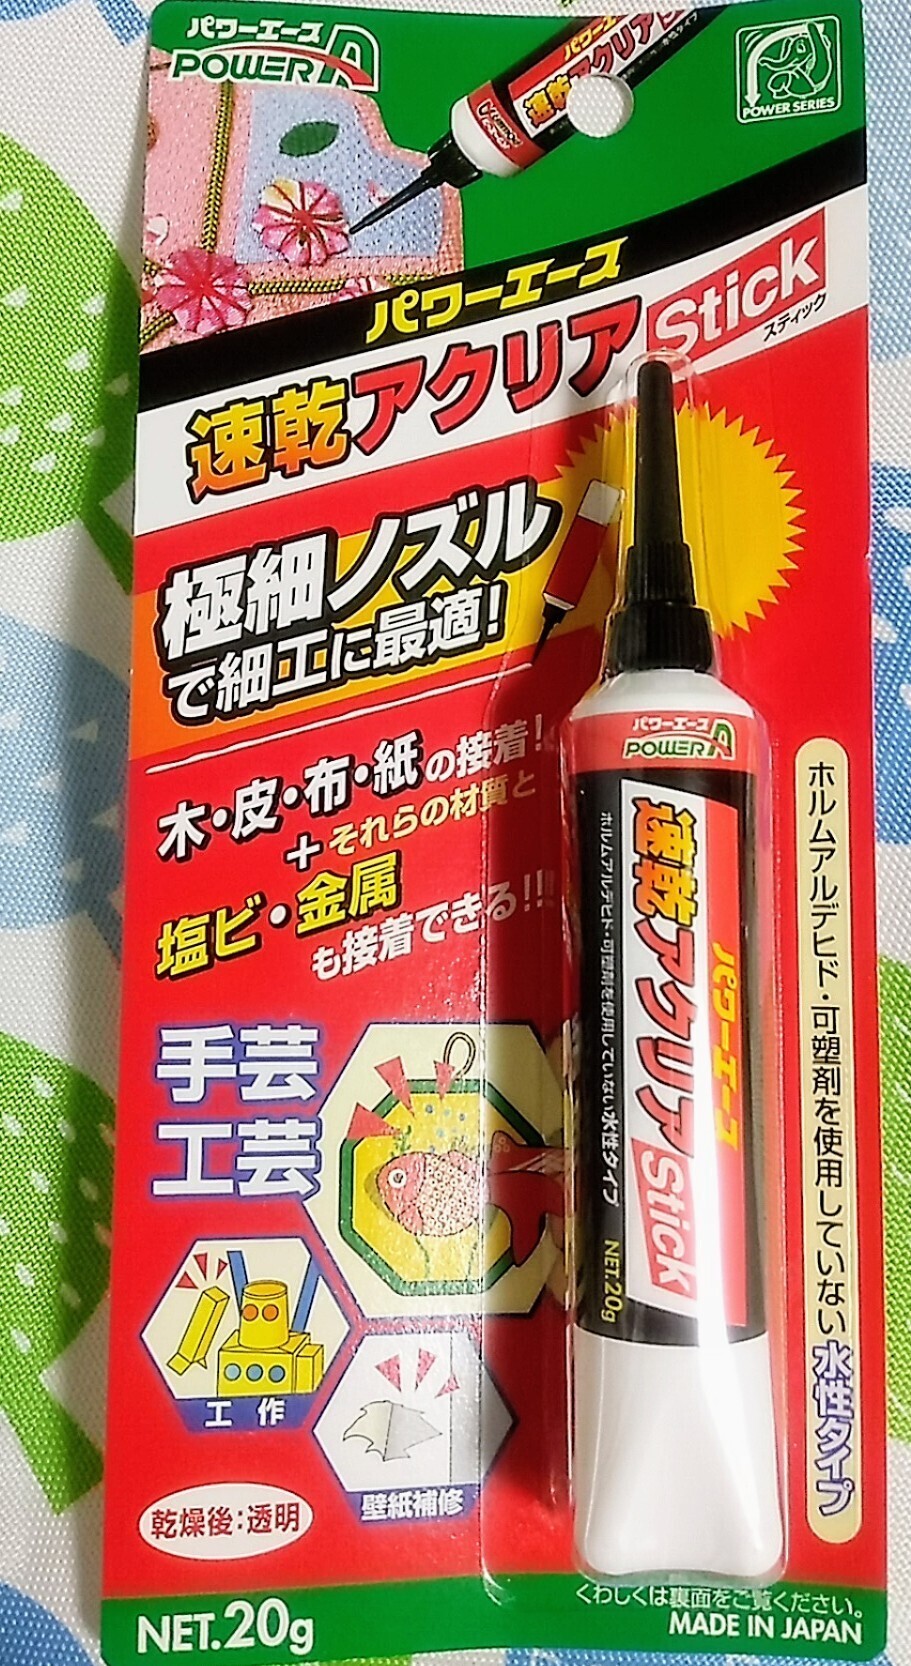 パワーエース
POWER A
POWER SERIES
パワーエース
速乾アクリア Stick
スティック
極細ノズル
で細工に最適!
木・皮・布・紙の接着!
+それらの材質と
塩ビ・金属
も接着できる!!
手芸
工芸
工作
壁紙補修
乾燥後:透明
NET.20g
パワーエース
POWER A
パワーエース
速乾アクリア Stick
ホルムアルデヒド・可塑剤を使用していない水性タイプ
NET.20g
ホルムアルデヒド・可塑剤を使用していない水性タイプ
くわしくは裏面をご覧ください。
MADE IN JAPAN